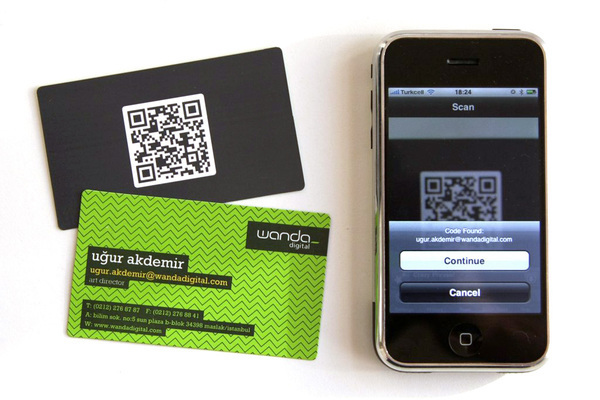 wanda_
digital
uğur akdemir
ugur.akdemir@wandadigital.com
art director
T: (0212) 276 67 87 F: (0212) 276 88 41
A: bilim sok. no:5 sun plaza b-blok 34398 maslak/istanbul
W: www.wandadigital.com
Turkcell 18:24
Scan
Code Found:
ugur.akdemir@wandadigital.com
Continue
Cancel